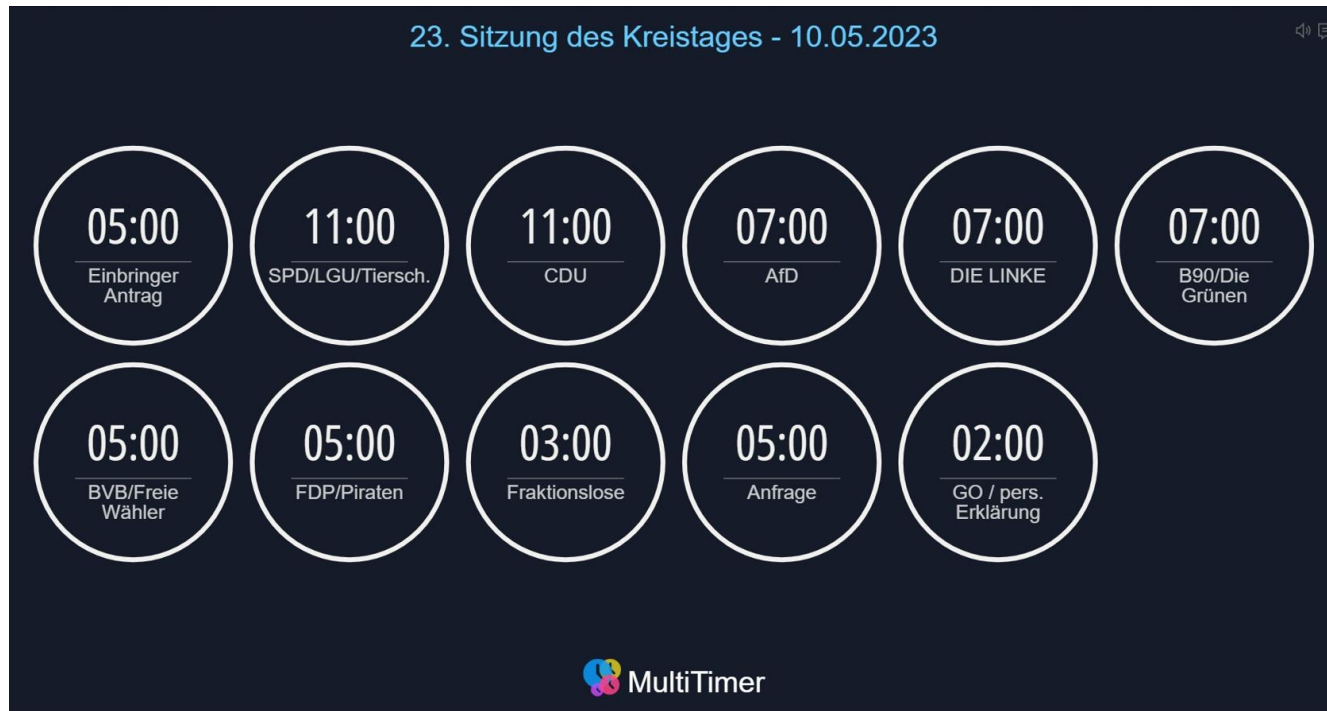 23. Sitzung des Kreistages - 10.05.2023
05:00
Einbringer
Antrag
11:00
SPD/LGU/Tiersch.
11:00
CDU
07:00
AfD
07:00
DIE LINKE
07:00
B90/Die
Grünen
05:00
BVB/Freie
Wähler
05:00
FDP/Piraten
03:00
Fraktionslose
05:00
Anfrage
02:00
GO / pers.
Erklärung
MultiTimer